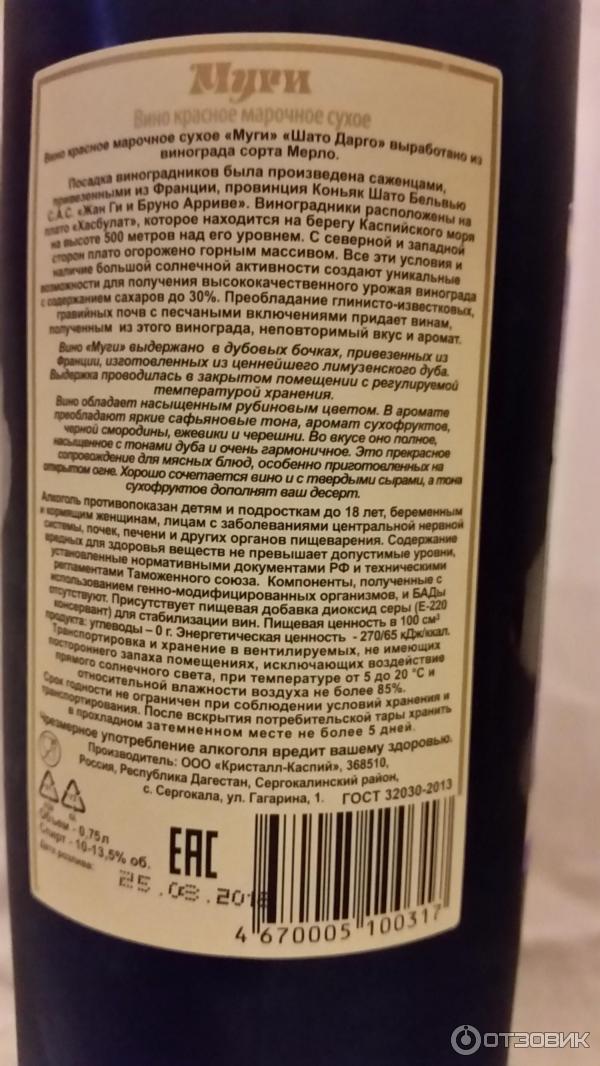 Муги
Вино красное марочное сухое
Вино красное марочное сухое «Муги» «Шато Дарго» выработано из
винограда сорта Мерло.
Посадка виноградников была произведена саженцами,
привезенными из Франции, провинция Коньяк Шато Бельвью
С.А.С. «Жан Ги и Бруно Арриве». Виноградники расположены на
плато «Хасбулат», которое находится на берегу Каспийского моря
на высоте 500 метров над его уровнем. С северной и западной
сторон плато огорожено горным массивом. Все эти условия и
наличие большой солнечной активности создают уникальные
возможности для получения высококачественного урожая винограда
с содержанием сахаров до 30%. Преобладание глинисто-известковых,
гравийных почв с песчаными включениями придает винам,
полученным из этого винограда, неповторимый вкус и аромат.
Вино «Муги» выдержано в дубовых бочках, привезенных из
Франции, изготовленных из ценнейшего лимузенского дуба.
Выдержка проводилась в закрытом помещении с регулируемой
температурой хранения.
Вино обладает насыщенным рубиновым цветом. В аромате
преобладают яркие сафьяновые тона, аромат сухофруктов,
черной смородины, ежевики и черешни. Во вкусе оно полное,
насыщенное с тонами дуба и очень гармоничное. Это прекрасное
сопровождение для мясных блюд, особенно приготовленных на
открытом огне. Хорошо сочетается вино и с твердыми сырами, а тона
сухофруктов дополнят ваш десерт.
Алкоголь противопоказан детям и подросткам до 18 лет, беременным
и кормящим женщинам, лицам с заболеваниями центральной нервной
системы, почек, печени и других органов пищеварения. Содержание
вредных для здоровья веществ не превышает допустимые уровни,
установленные нормативными документами РФ и техническими
регламентами Таможенного союза. Компоненты, полученные с
использованием генно-модифицированных организмов, и БАДы
отсутствуют. Присутствует пищевая добавка диоксид серы (Е-220
консервант) для стабилизации вин. Пищевая ценность в 100 см³
продукта: углеводы – 0 г. Энергетическая ценность - 270/65 кДж/ккал.
Транспортировка и хранение в вентилируемых, не имеющих
постороннего запаха помещениях, исключающих воздействие
прямого солнечного света, при температуре от 5 до 20 °С и
относительной влажности воздуха не более 85%.
Срок годности не ограничен при соблюдении условий хранения и
транспортирования. После вскрытия потребительской тары хранить
в прохладном затемненном месте не более 5 дней.
Чрезмерное употребление алкоголя вредит вашему здоровью.
Производитель: ООО «Кристалл-Каспий», 368510,
Россия, Республика Дагестан, Сергокалинский район,
с. Сергокала, ул. Гагарина, 1. ГОСТ 32030-2013
Объем - 0,75л
Спирт - 10-13,5% об.
Дата розлива:
25.08.201
ЕАС
4 670005 100317
ОТЗОВИК